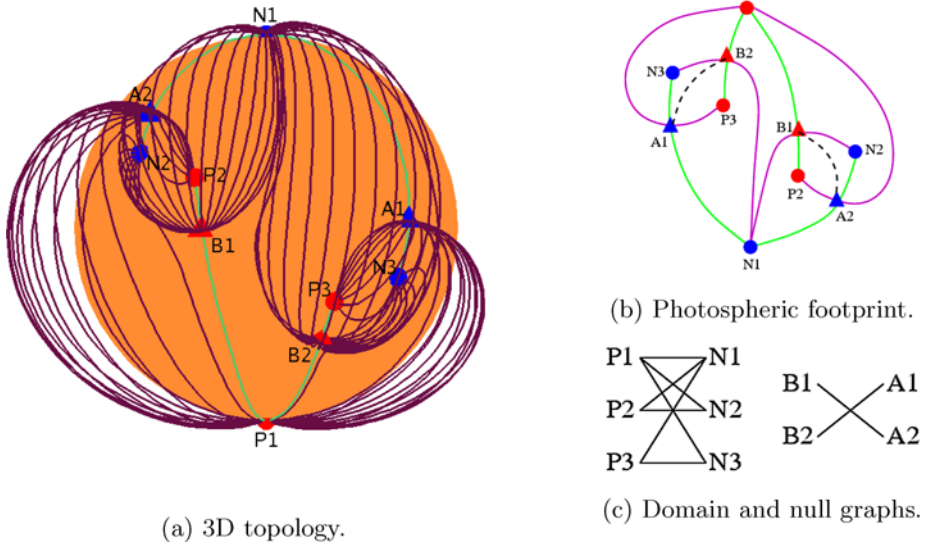 N1
A2
N2
P2
A1
B1
N3
P3
B2
P1
(a) 3D topology.
B2
N3
P3
A1
B1
N2
P2
A2
N1
(b) Photospheric footprint.
P1 N1
B1 A1
P2 N2
B2 A2
P3 N3
(c) Domain and null graphs.